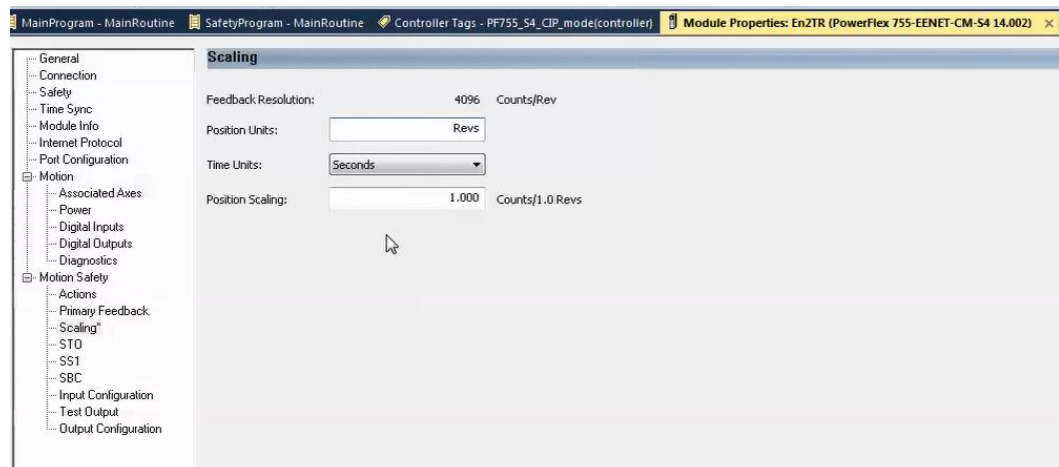 MainProgram - MainRoutine SafetyProgram - MainRoutine Controller Tags - PF755_S4_CIP_mode(controller) Module Properties: En2TR (PowerFlex 755-EENET-CM-S4 14.002) ×
General
Connection
Safety
Time Sync
Module Info
Internet Protocol
Port Configuration
Motion
Associated Axes
Power
Digital Inputs
Digital Outputs
Diagnostics
Motion Safety
Actions
Primary Feedback
Scaling*
STO
SS1
SBC
Input Configuration
Test Output
Output Configuration
Scaling
Feedback Resolution: 4096 Counts/Rev
Position Units: Revs
Time Units: Seconds
Position Scaling: 1.000 Counts/1.0 Revs